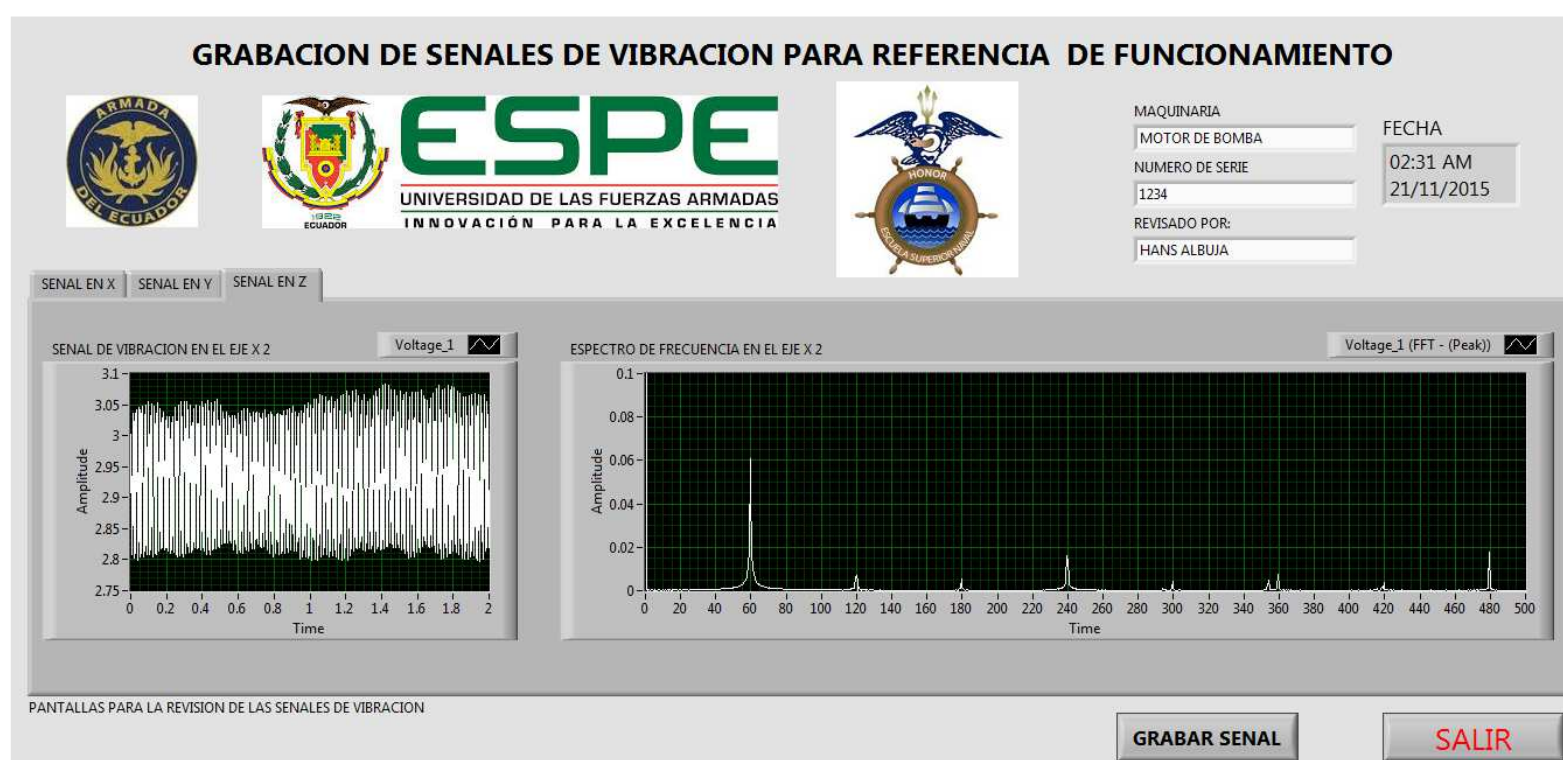 GRABACION DE SENALES DE VIBRACION PARA REFERENCIA DE FUNCIONAMIENTO
ARMADA
DEL ECUADOR
1922
ECUADOR
ESPE
UNIVERSIDAD DE LAS FUERZAS ARMADAS
INNOVACIÓN PARA LA EXCELENCIA
HONOR
ESCUELA SUPERIOR NAVAL
MAQUINARIA
MOTOR DE BOMBA
NUMERO DE SERIE
1234
REVISADO POR:
HANS ALBUJA
FECHA
02:31 AM
21/11/2015
SENAL EN X SENAL EN Y SENAL EN Z
SENAL DE VIBRACION EN EL EJE X 2
Voltage_1
3.1
3.05
3
2.95
2.9
2.85
2.8
2.75
Amplitude
0 0.2 0.4 0.6 0.8 1 1.2 1.4 1.6 1.8 2
Time
ESPECTRO DE FRECUENCIA EN EL EJE X 2
Voltage_1 (FFT - (Peak))
0.1
0.08
0.06
0.04
0.02
0
Amplitude
0 20 40 60 80 100 120 140 160 180 200 220 240 260 280 300 320 340 360 380 400 420 440 460 480 500
Time
PANTALLAS PARA LA REVISION DE LAS SENALES DE VIBRACION
GRABAR SENAL
SALIR